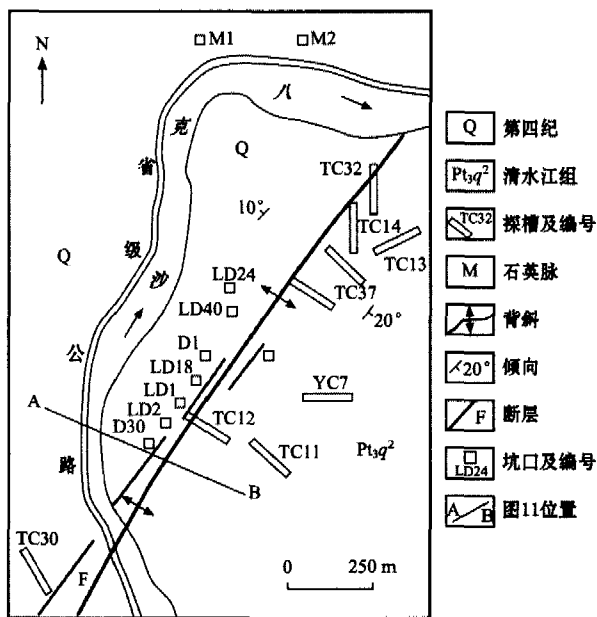 N
M1
M2
八
克
沙
省
级
公
路
Q
Q
10°
TC32
TC14
TC13
TC37
20°
LD24
LD40
D1
LD18
LD1
LD2
D30
TC12
TC11
YC7
Pt₃q²
A
B
TC30
F
0 250 m
Q 第四纪
Pt₃q² 清水江组
TC32 探槽及编号
M 石英脉
背斜
20° 倾向
F 断层
LD24 坑口及编号
A B 图11位置